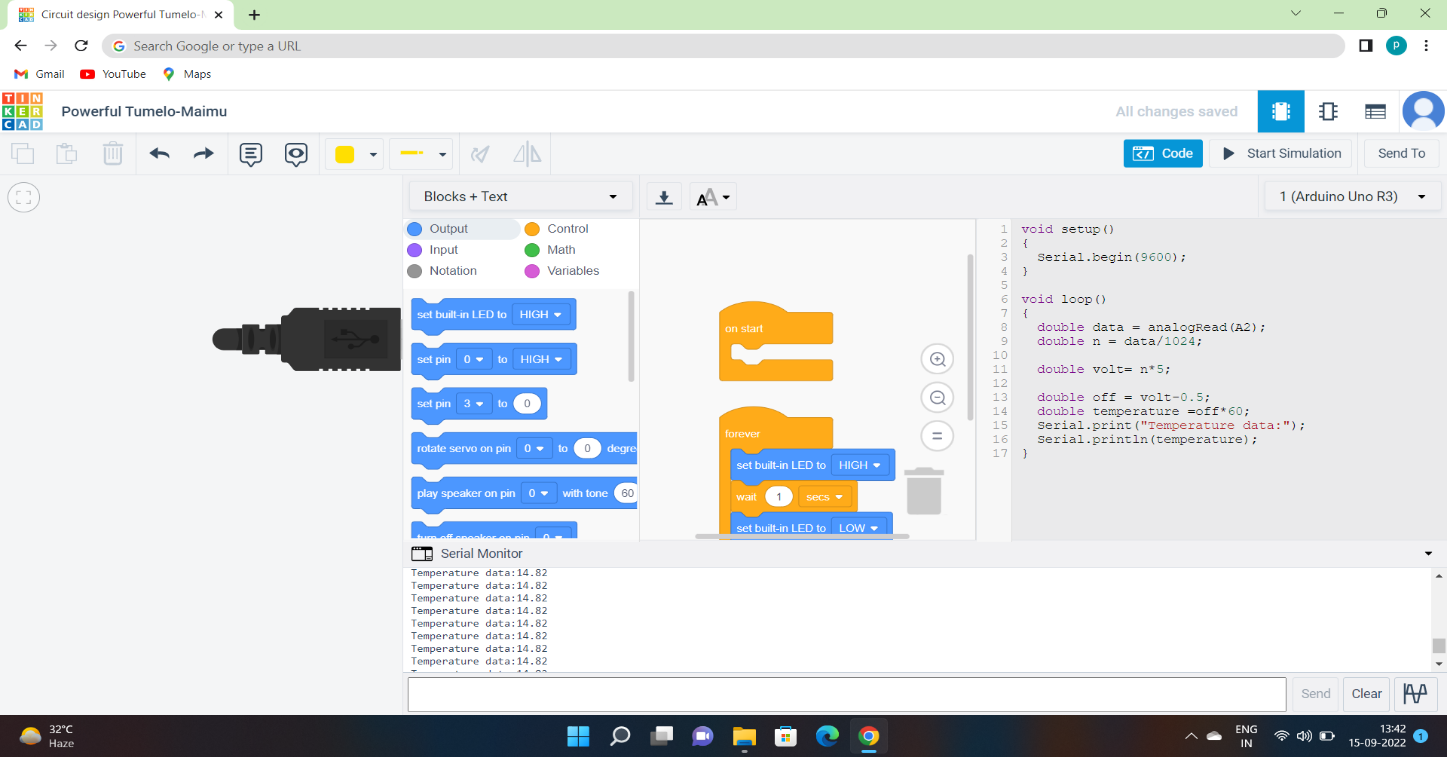 Circuit design Powerful Tumelo-
Search Google or type a URL
P
Gmail
YouTube
Maps
TIN
KER
CAD
Powerful Tumelo-Maimu
All changes saved
Code
Start Simulation
Send To
Blocks + Text
AA
1 (Arduino Uno R3)
Output
Control
Input
Math
Notation
Variables
set built-in LED to HIGH
set pin 0 to HIGH
set pin 3 to 0
rotate servo on pin 0 to 0 degre
play speaker on pin 0 with tone 60
turn off speaker on pin 0
on start
forever
set built-in LED to HIGH
wait 1 secs
set built-in LED to LOW
1 void setup()
2 {
3 Serial.begin(9600);
4 }
5
6 void loop()
7 {
8 double data = analogRead(A2);
9 double n = data/1024;
10
11 double volt= n*5;
12
13 double off = volt-0.5;
14 double temperature =off*60;
15 Serial.print("Temperature data:");
16 Serial.println(temperature);
17 }
Serial Monitor
Temperature data:14.82
Temperature data:14.82
Temperature data:14.82
Temperature data:14.82
Temperature data:14.82
Temperature data:14.82
Temperature data:14.82
Temperature data:14.82
Send
Clear
32°C
Haze
ENG
IN
13:42
15-09-2022
1